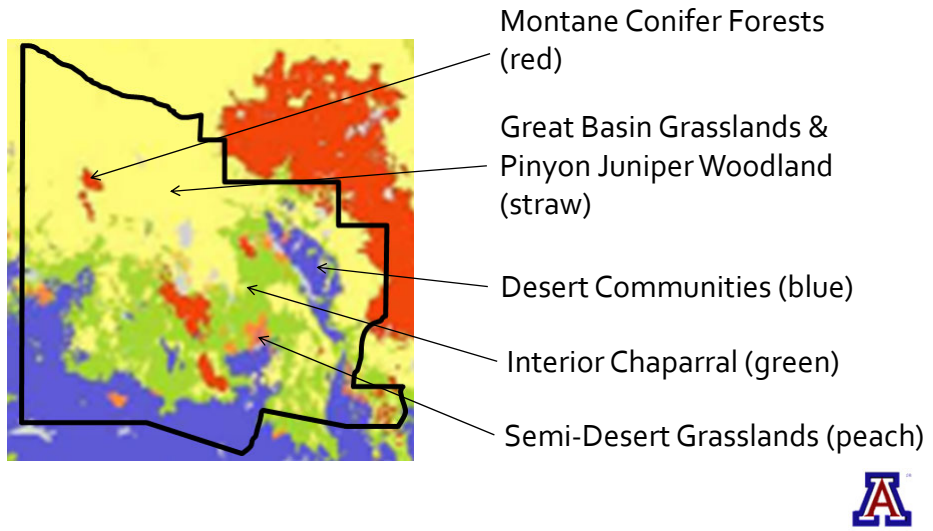 Montane Conifer Forests
(red)
Great Basin Grasslands &
Pinyon Juniper Woodland
(straw)
Desert Communities (blue)
Interior Chaparral (green)
Semi-Desert Grasslands (peach)
A